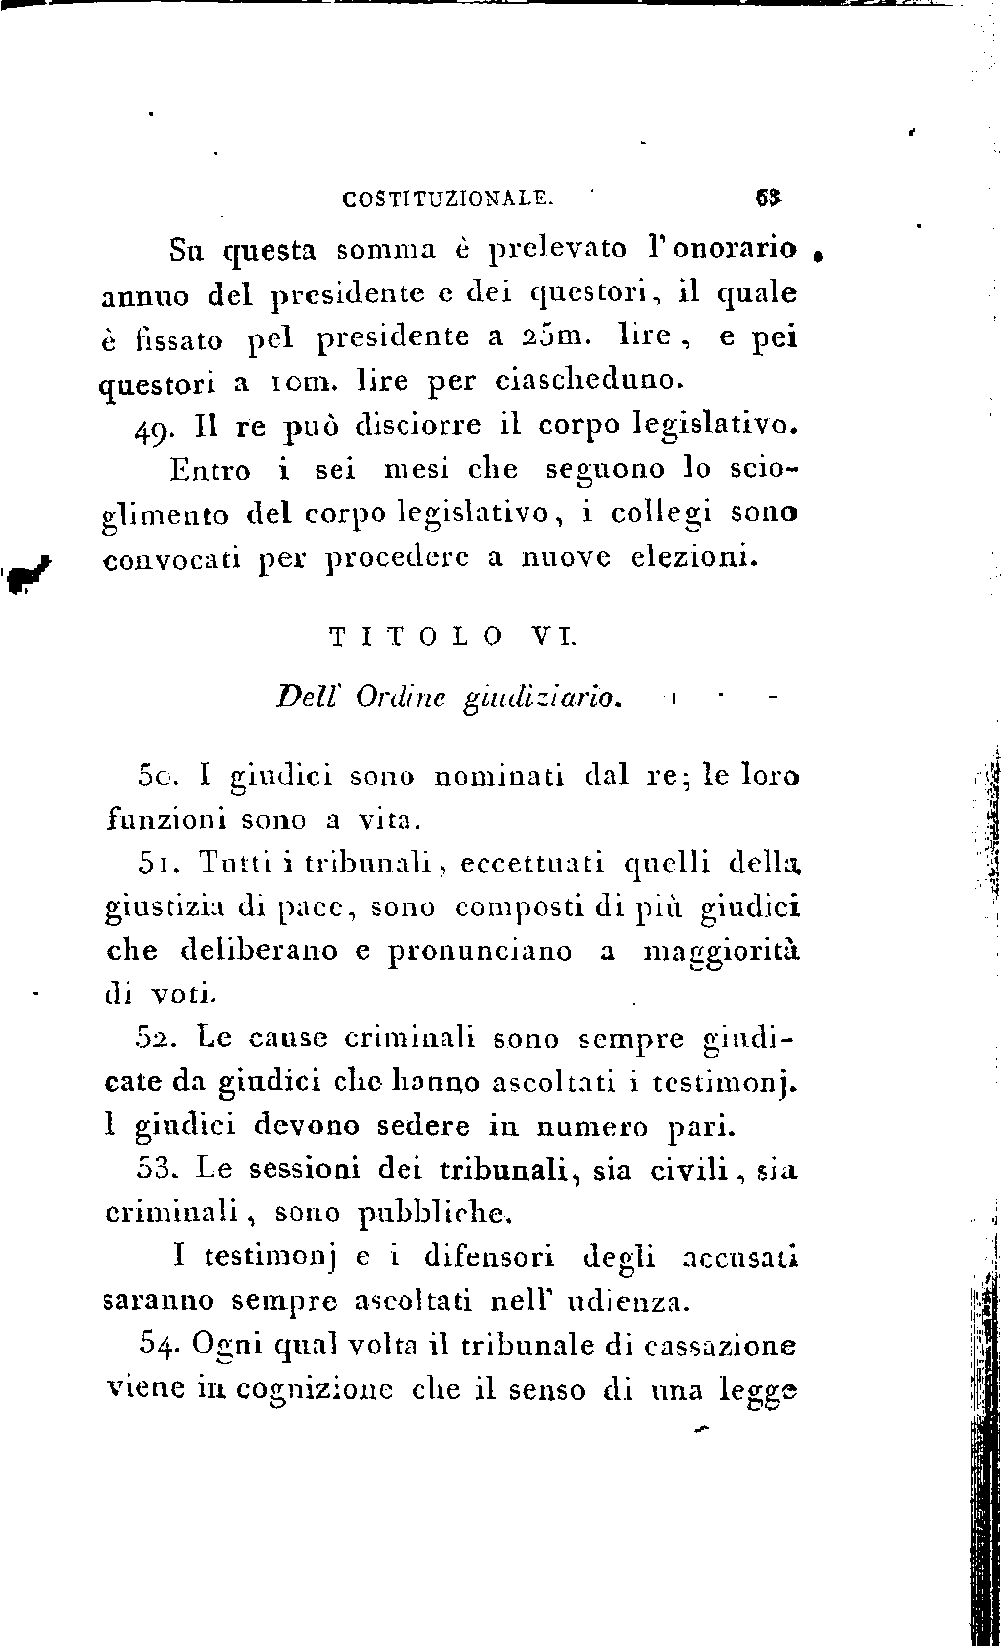 COSTITUZIONALE. 63
Su questa somma è prelevato l'onorario
annuo del presidente e dei questori, il quale
è fissato pel presidente a 25m. lire, e pei
questori a 10m. lire per ciascheduno.
49. Il re può disciorre il corpo legislativo.
Entro i sei mesi che seguono lo scio-
glimento del corpo legislativo, i collegi sono
convocati per procedere a nuove elezioni.
TITOLO VI.
Dell' Ordine giudiziario.
50. I giudici sono nominati dal re; le loro
funzioni sono a vita.
51. Tutti i tribunali, eccettuati quelli della
giustizia di pace, sono composti di più giudici
che deliberano e pronunciano a maggiorità
di voti.
52. Le cause criminali sono sempre giudi-
cate da giudici che hanno ascoltati i testimonj.
I giudici devono sedere in numero pari.
53. Le sessioni dei tribunali, sia civili, sia
criminali, sono pubbliche.
I testimonj e i difensori degli accusati
saranno sempre ascoltati nell' udienza.
54. Ogni qual volta il tribunale di cassazione
viene in cognizione che il senso di una legge